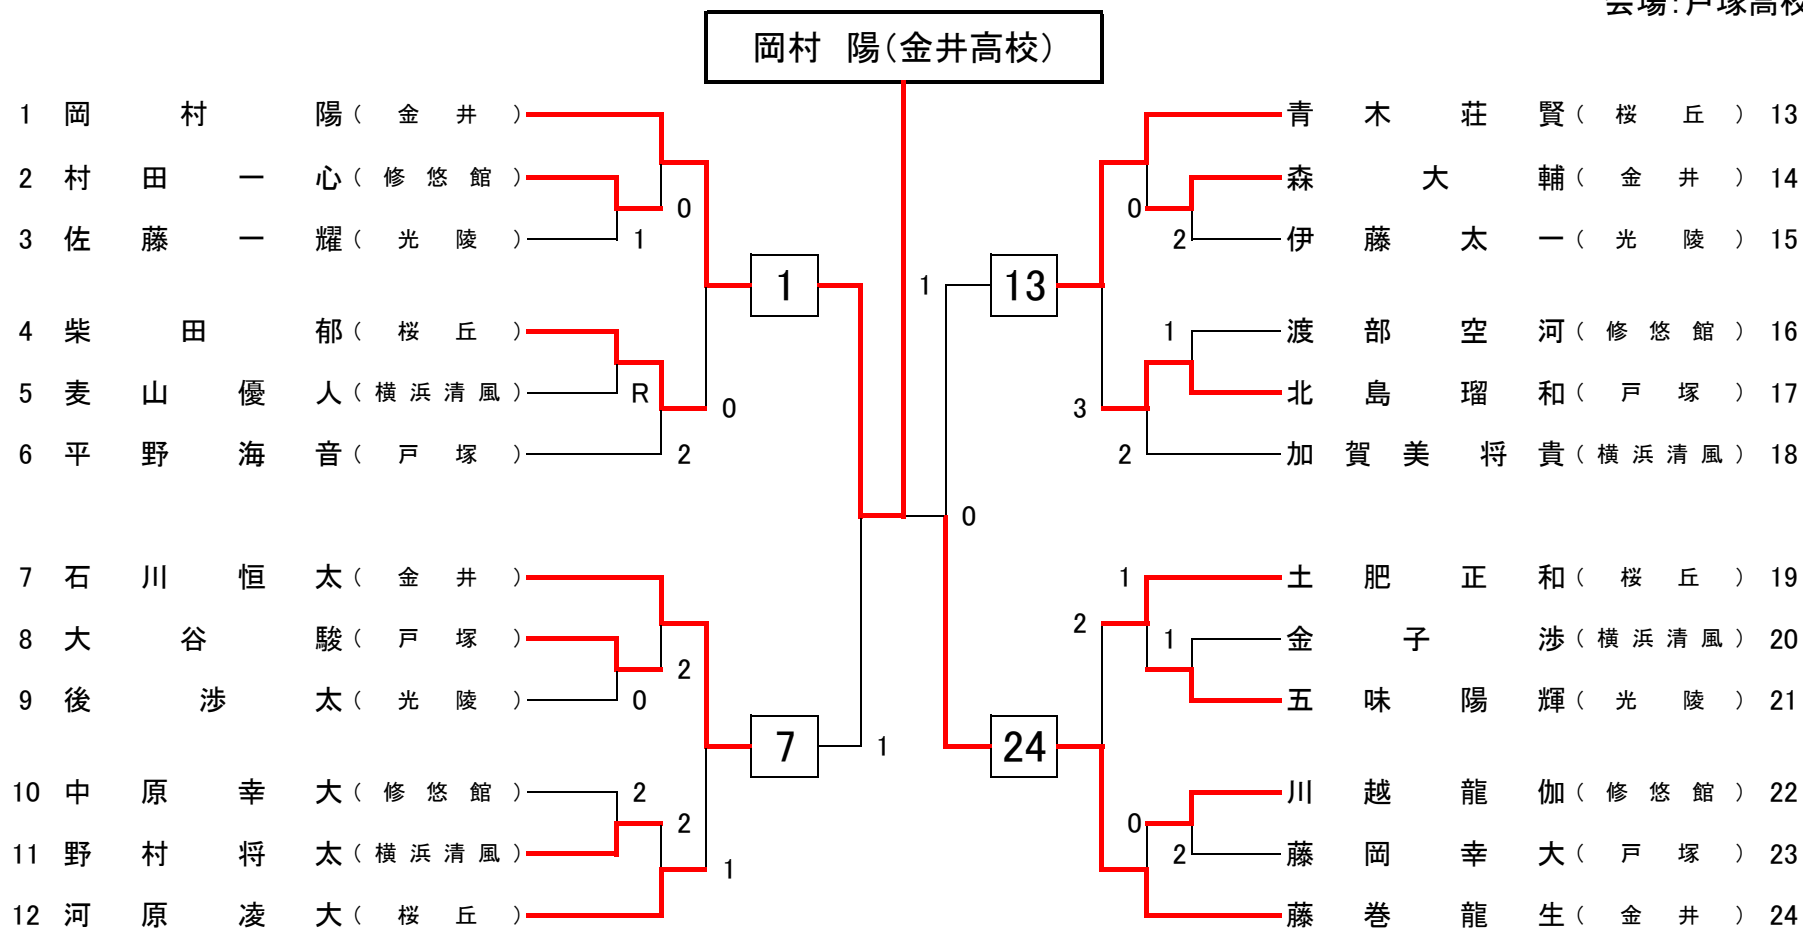 会場：戸塚高校
岡村　陽（金井高校）
1 岡村陽（金井）
2 村田一心（修悠館）
0
3 佐藤一耀（光陵）
1
1
4 柴田郁（桜丘）
5 麦山優人（横浜清風）
R
0
6 平野海音（戸塚）
2
7 石川恒太（金井）
8 大谷駿（戸塚）
2
9 後渉太（光陵）
0
7
1
10 中原幸大（修悠館）
2
2
11 野村将太（横浜清風）
1
12 河原凌大（桜丘）
青木荘賢（桜丘） 13
森大輔（金井） 14
0
伊藤太一（光陵） 15
2
1
13
渡部空河（修悠館） 16
1
北島瑠和（戸塚） 17
3
加賀美将貴（横浜清風） 18
2
0
土肥正和（桜丘） 19
1
2
金子渉（横浜清風） 20
1
五味陽輝（光陵） 21
24
川越龍伽（修悠館） 22
0
藤岡幸大（戸塚） 23
2
藤巻龍生（金井） 24